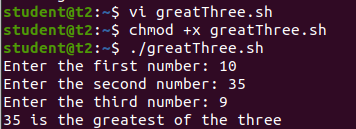 student@t2:~$ vi greatThree.sh
student@t2:~$ chmod +x greatThree.sh
student@t2:~$ ./greatThree.sh
Enter the first number: 10
Enter the second number: 35
Enter the third number: 9
35 is the greatest of the three